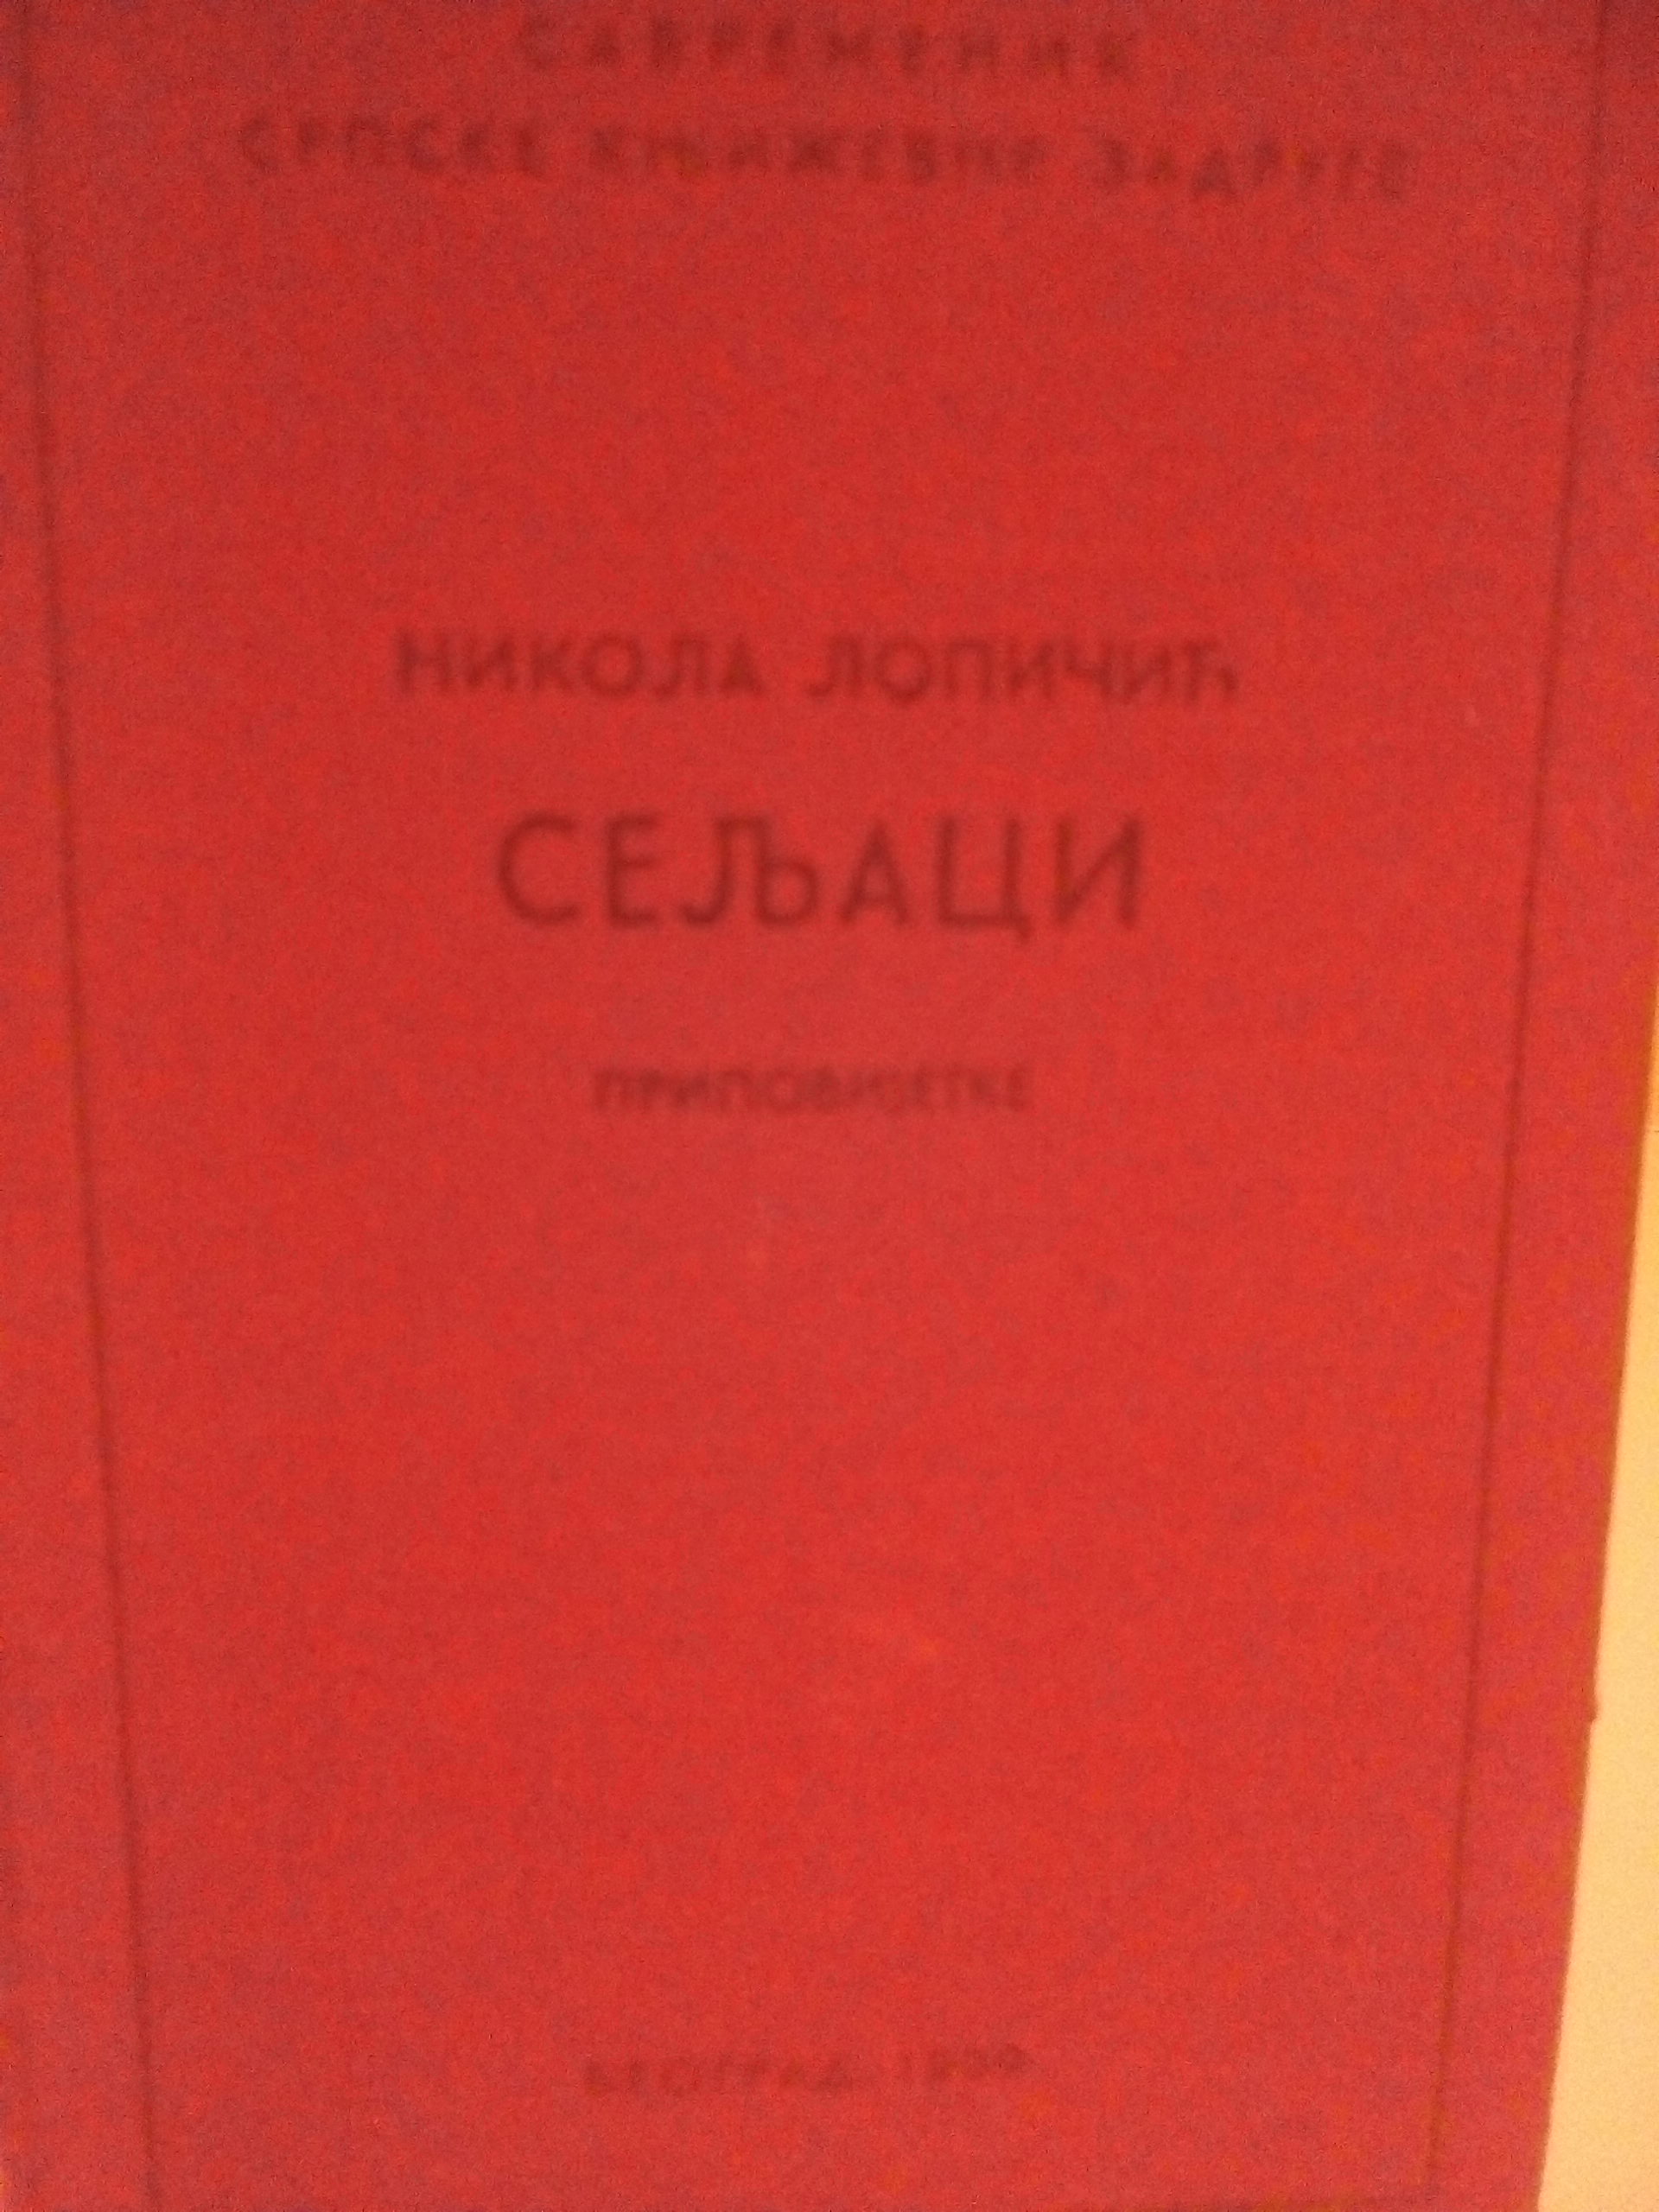 САВРЕМЕНИК
СРПСКЕ КЊИЖЕВНЕ ЗАДРУГЕ
НИКОЛА ЛОПИЧИЋ
СЕЉАЦИ
ПРИПОВИЈЕТКЕ
БЕОГРАД